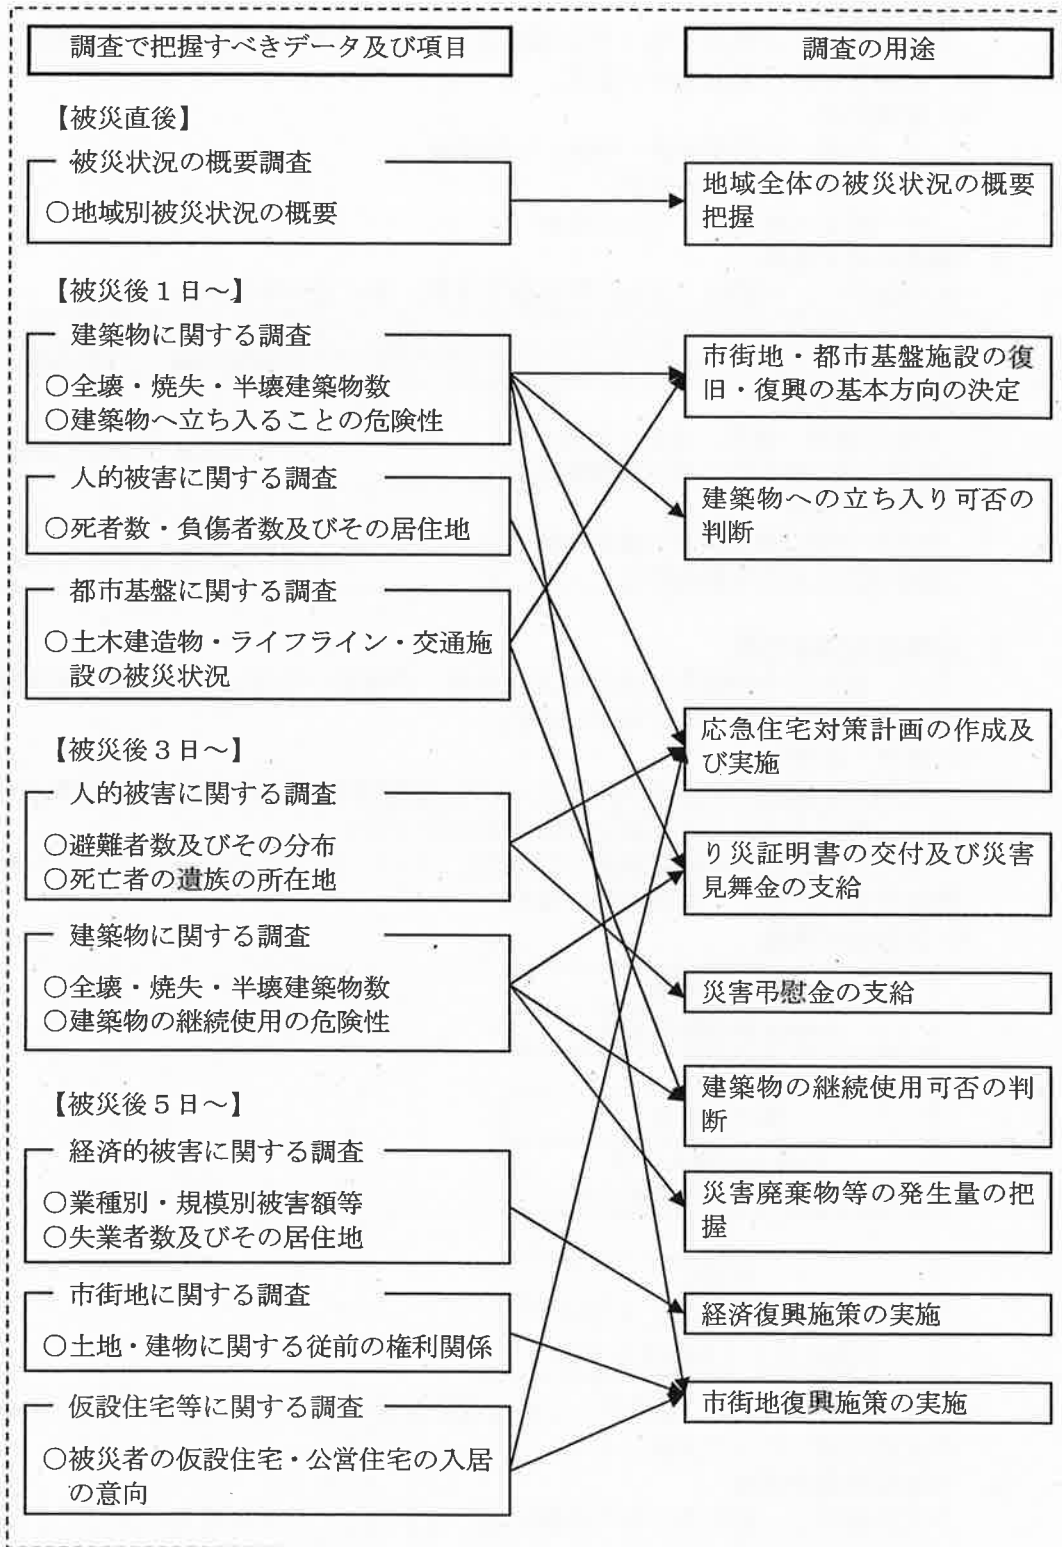 調査で把握すべきデータ及び項目
調査の用途
【被災直後】
被災状況の概要調査
○地域別被災状況の概要
地域全体の被災状況の概要
把握
【被災後１日～】
建築物に関する調査
○全壊・焼失・半壊建築物数
○建築物へ立ち入ることの危険性
市街地・都市基盤施設の復
旧・復興の基本方向の決定
人的被害に関する調査
○死者数・負傷者数及びその居住地
建築物への立ち入り可否の
判断
都市基盤に関する調査
○土木建造物・ライフライン・交通施
設の被災状況
【被災後３日～】
人的被害に関する調査
○避難者数及びその分布
○死亡者の遺族の所在地
応急住宅対策計画の作成及
び実施
り災証明書の交付及び災害
見舞金の支給
建築物に関する調査
○全壊・焼失・半壊建築物数
○建築物の継続使用の危険性
災害弔慰金の支給
建築物の継続使用可否の判
断
【被災後５日～】
経済的被害に関する調査
○業種別・規模別被害額等
○失業者数及びその居住地
災害廃棄物等の発生量の把
握
市街地に関する調査
○土地・建物に関する従前の権利関係
経済復興施策の実施
仮設住宅等に関する調査
○被災者の仮設住宅・公営住宅の入居
の意向
市街地復興施策の実施